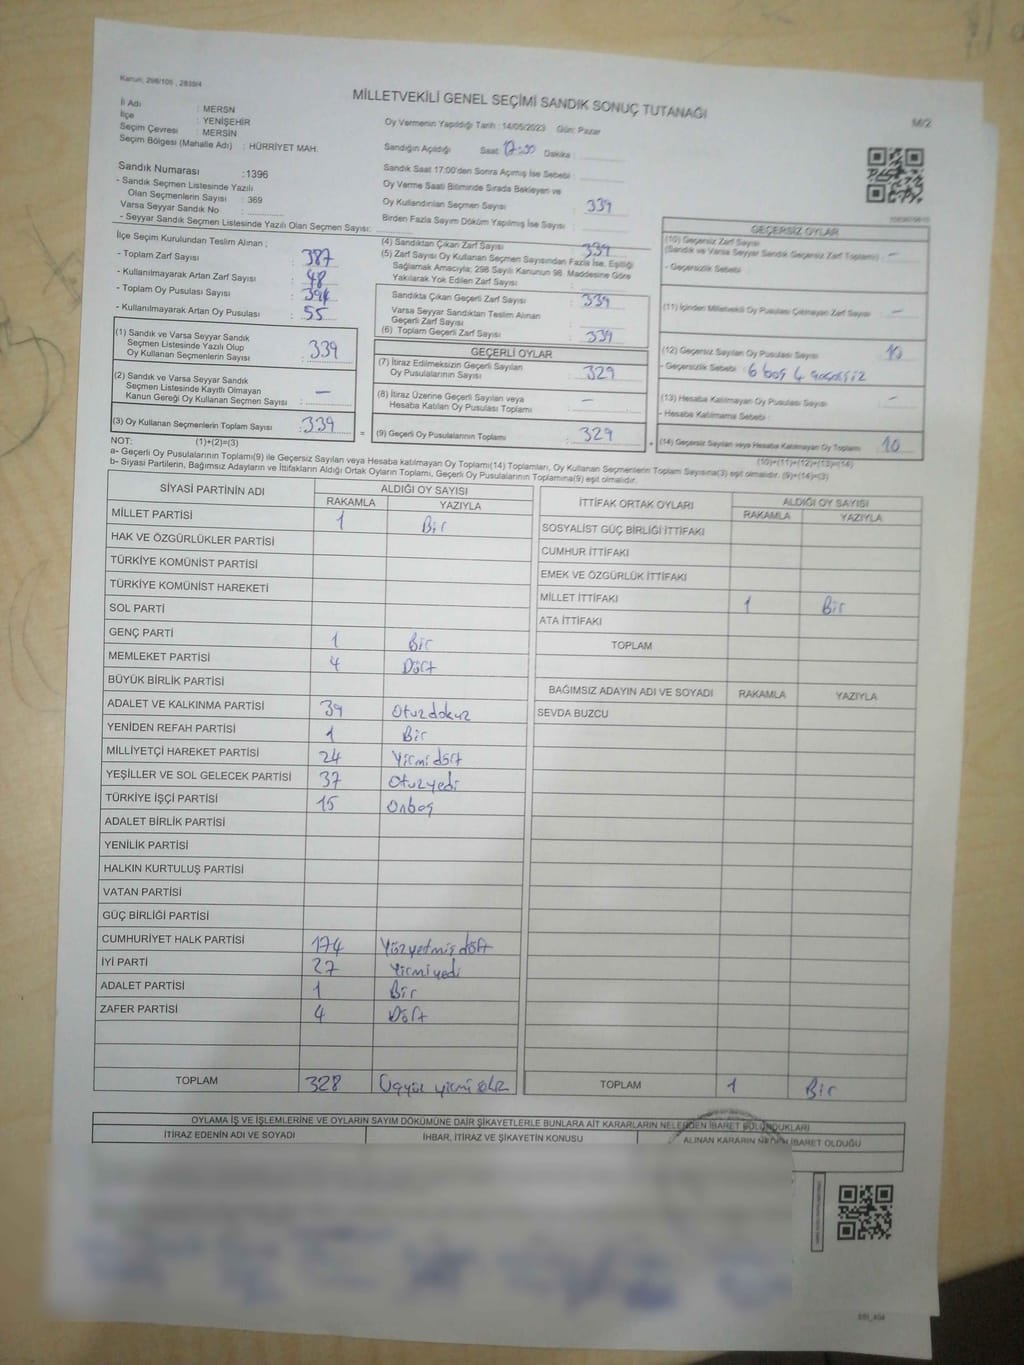 Kanun: 298/105 , 2839/4
MİLLETVEKİLİ GENEL SEÇİMİ SANDIK SONUÇ TUTANAĞI
M/2
İl Adı : MERSN
İlçe : YENİŞEHİR
Seçim Çevresi : MERSİN
Seçim Bölgesi (Mahalle Adı) : HÜRRİYET MAH.
Sandık Numarası :1396
- Sandık Seçmen Listesinde Yazılı
Olan Seçmenlerin Sayısı : 369
Varsa Seyyar Sandık No :
- Seyyar Sandık Seçmen Listesinde Yazılı Olan Seçmen Sayısı:
Oy Vermenin Yapıldığı Tarih : 14/05/2023 Gün: Pazar
Sandığın Açıldığı Saat: 17:00 Dakika :
Sandık Saat 17:00'den Sonra Açılmış İse Sebebi :
Oy Verme Saati Bitiminde Sırada Bekleyen ve
Oy Kullandırılan Seçmen Sayısı : 339
Birden Fazla Sayım Döküm Yapılmış İse Sayısı :
İlçe Seçim Kurulundan Teslim Alınan ;
- Toplam Zarf Sayısı : 387
- Kullanılmayarak Artan Zarf Sayısı : 48
- Toplam Oy Pusulası Sayısı : 394
- Kullanılmayarak Artan Oy Pusulası : 55
(1) Sandık ve Varsa Seyyar Sandık
Seçmen Listesinde Yazılı Olup
Oy Kullanan Seçmenlerin Sayısı : 339
(2) Sandık ve Varsa Seyyar Sandık
Seçmen Listesinde Kayıtlı Olmayan
Kanun Gereği Oy Kullanan Seçmen Sayısı : —
(3) Oy Kullanan Seçmenlerin Toplam Sayısı : 339
(4) Sandıktan Çıkan Zarf Sayısı : 339
(5) Zarf Sayısı Oy Kullanan Seçmen Sayısından Fazla İse, Eşitliği
Sağlamak Amacıyla; 298 Sayılı Kanunun 98. Maddesine Göre
Yakılarak Yok Edilen Zarf Sayısı :
Sandıkta Çıkan Geçerli Zarf Sayısı : 339
Varsa Seyyar Sandıktan Teslim Alınan
Geçerli Zarf Sayısı :
(6) Toplam Geçerli Zarf Sayısı : 339
GEÇERLİ OYLAR
(7) İtiraz Edilmeksizin Geçerli Sayılan
Oy Pusulalarının Sayısı : 329
(8) İtiraz Üzerine Geçerli Sayılan veya
Hesaba Katılan Oy Pusulası Toplamı : —
= (9) Geçerli Oy Pusulalarının Toplamı : 329
GEÇERSİZ OYLAR
(10) Geçersiz Zarf Sayısı
(Sandık ve Varsa Seyyar Sandık Geçersiz Zarf Toplamı) : —
- Geçersizlik Sebebi :
(11) İçinden Milletvekili Oy Pusulası Çıkmayan Zarf Sayısı : —
(12) Geçersiz Sayılan Oy Pusulası Sayısı : 10
- Geçersizlik Sebebi : 6 boş 4 geçersiz
(13) Hesaba Katılmayan Oy Pusulası Sayısı : —
- Hesaba Katılmama Sebebi :
+ (14) Geçersiz Sayılan veya Hesaba Katılmayan Oy Toplamı : 10
NOT: (1)+(2)=(3)
(10)+(11)+(12)+(13)=(14)
a- Geçerli Oy Pusulalarının Toplamı(9) ile Geçersiz Sayılan veya Hesaba katılmayan Oy Toplamı(14) Toplamları, Oy Kullanan Seçmenlerin Toplam Sayısına(3) eşit olmalıdır. (9)+(14)=(3)
b- Siyasi Partilerin, Bağımsız Adayların ve İttifakların Aldığı Ortak Oyların Toplamı, Geçerli Oy Pusulalarının Toplamına(9) eşit olmalıdır.
SİYASİ PARTİNİN ADI ALDIĞI OY SAYISI
RAKAMLA YAZIYLA
MİLLET PARTİSİ 1 Bir
HAK VE ÖZGÜRLÜKLER PARTİSİ
TÜRKİYE KOMÜNİST PARTİSİ
TÜRKİYE KOMÜNİST HAREKETİ
SOL PARTİ
GENÇ PARTİ 1 Bir
MEMLEKET PARTİSİ 4 Dört
BÜYÜK BİRLİK PARTİSİ
ADALET VE KALKINMA PARTİSİ 39 Otuzdokuz
YENİDEN REFAH PARTİSİ 1 Bir
MİLLİYETÇİ HAREKET PARTİSİ 24 Yirmi dört
YEŞİLLER VE SOL GELECEK PARTİSİ 37 Otuzyedi
TÜRKİYE İŞÇİ PARTİSİ 15 Onbeş
ADALET BİRLİK PARTİSİ
YENİLİK PARTİSİ
HALKIN KURTULUŞ PARTİSİ
VATAN PARTİSİ
GÜÇ BİRLİĞİ PARTİSİ
CUMHURİYET HALK PARTİSİ 174 Yüzyetmiş dört
İYİ PARTİ 27 Yirmiyedi
ADALET PARTİSİ 1 Bir
ZAFER PARTİSİ 4 Dört
TOPLAM 328 Üçyüz yirmi sekiz
İTTİFAK ORTAK OYLARI ALDIĞI OY SAYISI
RAKAMLA YAZIYLA
SOSYALİST GÜÇ BİRLİĞİ İTTİFAKI
CUMHUR İTTİFAKI
EMEK VE ÖZGÜRLÜK İTTİFAKI
MİLLET İTTİFAKI 1 Bir
ATA İTTİFAKI
TOPLAM
BAĞIMSIZ ADAYIN ADI VE SOYADI RAKAMLA YAZIYLA
SEVDA BUZCU
TOPLAM 1 Bir
OYLAMA İŞ VE İŞLEMLERİNE VE OYLARIN SAYIM DÖKÜMÜNE DAİR ŞİKAYETLERLE BUNLARA AİT KARARLARIN NELERDEN İBARET BULUNDUKLARI
İTİRAZ EDENİN ADI VE SOYADI İHBAR, İTİRAZ VE ŞİKAYETİN KONUSU ALINAN KARARIN NEDEN İBARET OLDUĞU